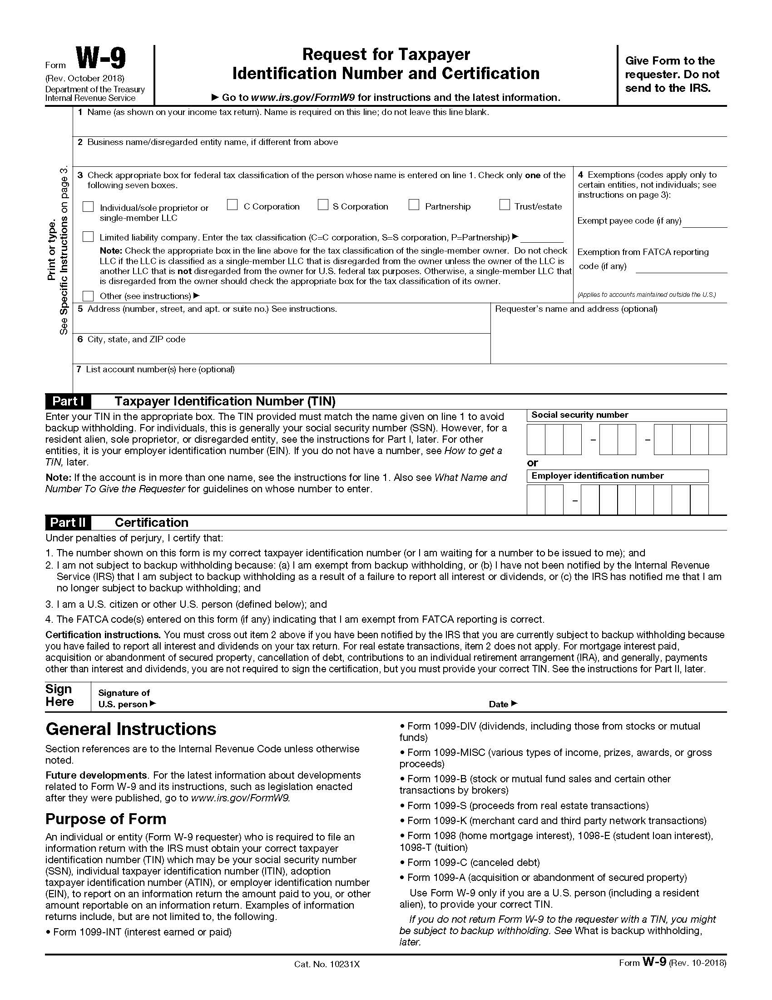 Form W-9
(Rev. October 2018)
Department of the Treasury
Internal Revenue Service
Request for Taxpayer
Identification Number and Certification
▶ Go to www.irs.gov/FormW9 for instructions and the latest information.
Give Form to the
requester. Do not
send to the IRS.
Print or type.
See Specific Instructions on page 3.
1 Name (as shown on your income tax return). Name is required on this line; do not leave this line blank.
2 Business name/disregarded entity name, if different from above
3 Check appropriate box for federal tax classification of the person whose name is entered on line 1. Check only one of the
following seven boxes.
Individual/sole proprietor or
single-member LLC
C Corporation
S Corporation
Partnership
Trust/estate
Limited liability company. Enter the tax classification (C=C corporation, S=S corporation, P=Partnership) ▶
Note: Check the appropriate box in the line above for the tax classification of the single-member owner. Do not check
LLC if the LLC is classified as a single-member LLC that is disregarded from the owner unless the owner of the LLC is
another LLC that is not disregarded from the owner for U.S. federal tax purposes. Otherwise, a single-member LLC that
is disregarded from the owner should check the appropriate box for the tax classification of its owner.
Other (see instructions) ▶
4 Exemptions (codes apply only to
certain entities, not individuals; see
instructions on page 3):
Exempt payee code (if any)
Exemption from FATCA reporting
code (if any)
(Applies to accounts maintained outside the U.S.)
5 Address (number, street, and apt. or suite no.) See instructions.
Requester's name and address (optional)
6 City, state, and ZIP code
7 List account number(s) here (optional)
Part I Taxpayer Identification Number (TIN)
Enter your TIN in the appropriate box. The TIN provided must match the name given on line 1 to avoid
backup withholding. For individuals, this is generally your social security number (SSN). However, for a
resident alien, sole proprietor, or disregarded entity, see the instructions for Part I, later. For other
entities, it is your employer identification number (EIN). If you do not have a number, see How to get a
TIN, later.
Note: If the account is in more than one name, see the instructions for line 1. Also see What Name and
Number To Give the Requester for guidelines on whose number to enter.
Social security number
– –
or
Employer identification number
–
Part II Certification
Under penalties of perjury, I certify that:
1. The number shown on this form is my correct taxpayer identification number (or I am waiting for a number to be issued to me); and
2. I am not subject to backup withholding because: (a) I am exempt from backup withholding, or (b) I have not been notified by the Internal Revenue
Service (IRS) that I am subject to backup withholding as a result of a failure to report all interest or dividends, or (c) the IRS has notified me that I am
no longer subject to backup withholding; and
3. I am a U.S. citizen or other U.S. person (defined below); and
4. The FATCA code(s) entered on this form (if any) indicating that I am exempt from FATCA reporting is correct.
Certification instructions. You must cross out item 2 above if you have been notified by the IRS that you are currently subject to backup withholding because
you have failed to report all interest and dividends on your tax return. For real estate transactions, item 2 does not apply. For mortgage interest paid,
acquisition or abandonment of secured property, cancellation of debt, contributions to an individual retirement arrangement (IRA), and generally, payments
other than interest and dividends, you are not required to sign the certification, but you must provide your correct TIN. See the instructions for Part II, later.
Sign
Here
Signature of
U.S. person ▶
Date ▶
General Instructions
Section references are to the Internal Revenue Code unless otherwise
noted.
Future developments. For the latest information about developments
related to Form W-9 and its instructions, such as legislation enacted
after they were published, go to www.irs.gov/FormW9.
Purpose of Form
An individual or entity (Form W-9 requester) who is required to file an
information return with the IRS must obtain your correct taxpayer
identification number (TIN) which may be your social security number
(SSN), individual taxpayer identification number (ITIN), adoption
taxpayer identification number (ATIN), or employer identification number
(EIN), to report on an information return the amount paid to you, or other
amount reportable on an information return. Examples of information
returns include, but are not limited to, the following.
• Form 1099-INT (interest earned or paid)
• Form 1099-DIV (dividends, including those from stocks or mutual
funds)
• Form 1099-MISC (various types of income, prizes, awards, or gross
proceeds)
• Form 1099-B (stock or mutual fund sales and certain other
transactions by brokers)
• Form 1099-S (proceeds from real estate transactions)
• Form 1099-K (merchant card and third party network transactions)
• Form 1098 (home mortgage interest), 1098-E (student loan interest),
1098-T (tuition)
• Form 1099-C (canceled debt)
• Form 1099-A (acquisition or abandonment of secured property)
Use Form W-9 only if you are a U.S. person (including a resident
alien), to provide your correct TIN.
If you do not return Form W-9 to the requester with a TIN, you might
be subject to backup withholding. See What is backup withholding,
later.
Cat. No. 10231X
Form W-9 (Rev. 10-2018)